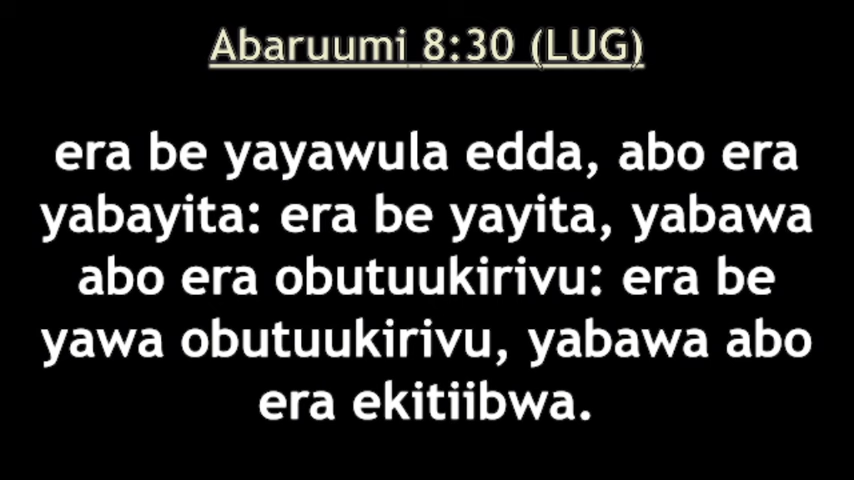 Abaruumi 8:30 (LUG)
era be yayawula edda, abo era
yabayita: era be yayita, yabawa
abo era obutuukirivu: era be
yawa obutuukirivu, yabawa abo
era ekitiibwa.